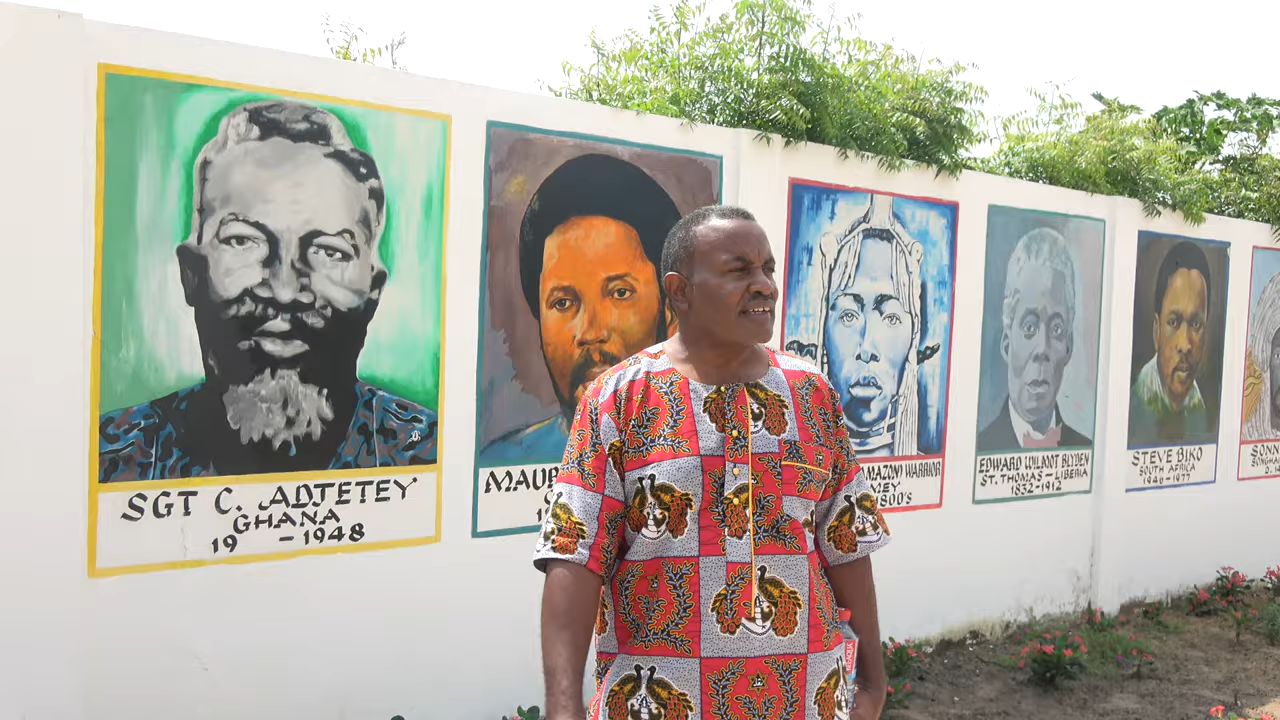 SGT C. ADJETEY
GHANA
19 -1948
AMAZON WARRIOR
1800'S
EDWARD WILMOT BLYDEN
ST. THOMAS - LIBERIA
1832-1912
STEVE BIKO
SOUTH AFRICA
1946-1977